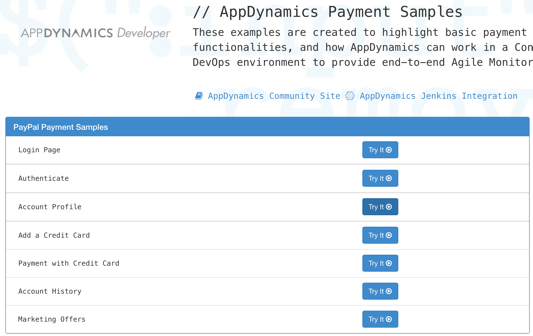 // AppDynamics Payment Samples
APPDYNAMICS Developer
These examples are created to highlight basic payment
functionalities, and how AppDynamics can work in a Con
DevOps environment to provide end-to-end Agile Monitor
AppDynamics Community Site AppDynamics Jenkins Integration
PayPal Payment Samples
Login Page Try It
Authenticate Try It
Account Profile Try It
Add a Credit Card Try It
Payment with Credit Card Try It
Account History Try It
Marketing Offers Try It